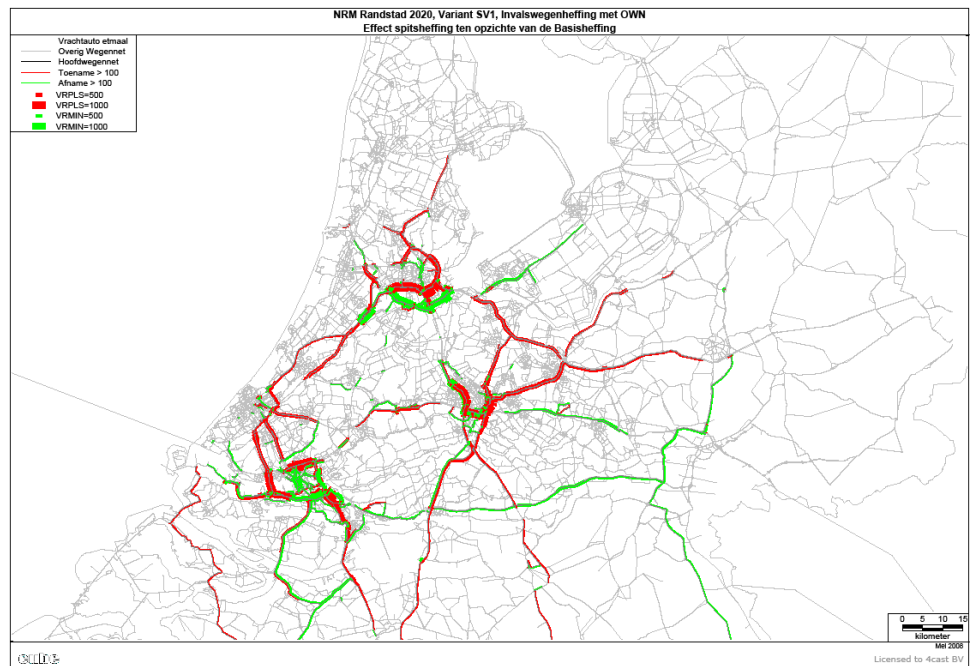 NRM Randstad 2020, Variant SV1, Invalswegenheffing met OWN
Effect spitsheffing ten opzichte van de Basisheffing
Vrachtauto etmaal
Overig Wegennet
Hoofdwegennet
Toename > 100
Afname > 100
VRPLS=500
VRPLS=1000
VRMIN=500
VRMIN=1000
0 5 10 15
kilometer
Mei 2008
cube
Licensed to 4cast BV